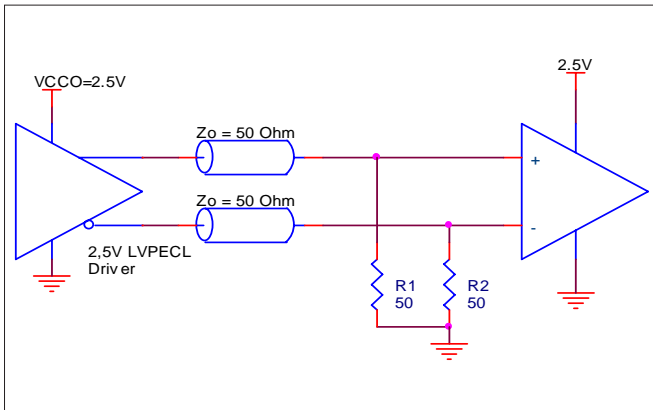 VCCO=2.5V
2.5V
Zo = 50 Ohm
+
Zo = 50 Ohm
-
2,5V LVPECL
Driver
R1
50
R2
50